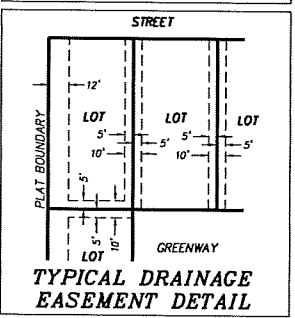 STREET
12'
LOT
LOT
LOT
5'
5'
10'
5'
5'
10'
PLAT BOUNDARY
5'
5'
10'
LOT
GREENWAY
TYPICAL DRAINAGE
EASEMENT DETAIL